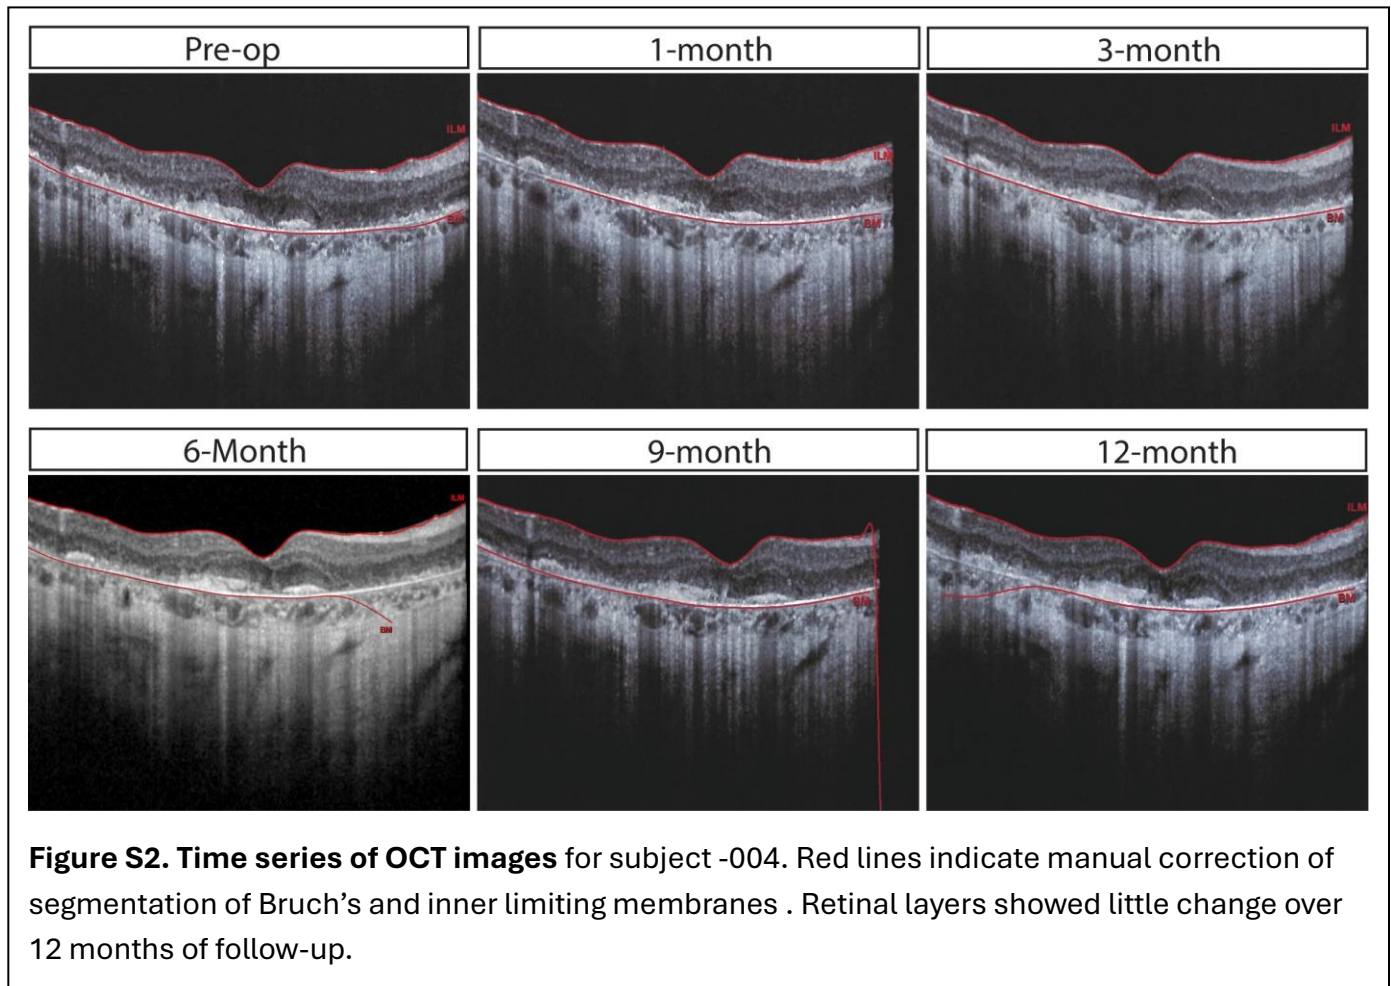 Pre-op
1-month
3-month
ILM
BM
ILM
BM
ILM
BM
6-Month
9-month
12-month
ILM
BM
BM
ILM
BM
Figure S2. Time series of OCT images for subject -004. Red lines indicate manual correction of
segmentation of Bruch’s and inner limiting membranes . Retinal layers showed little change over
12 months of follow-up.